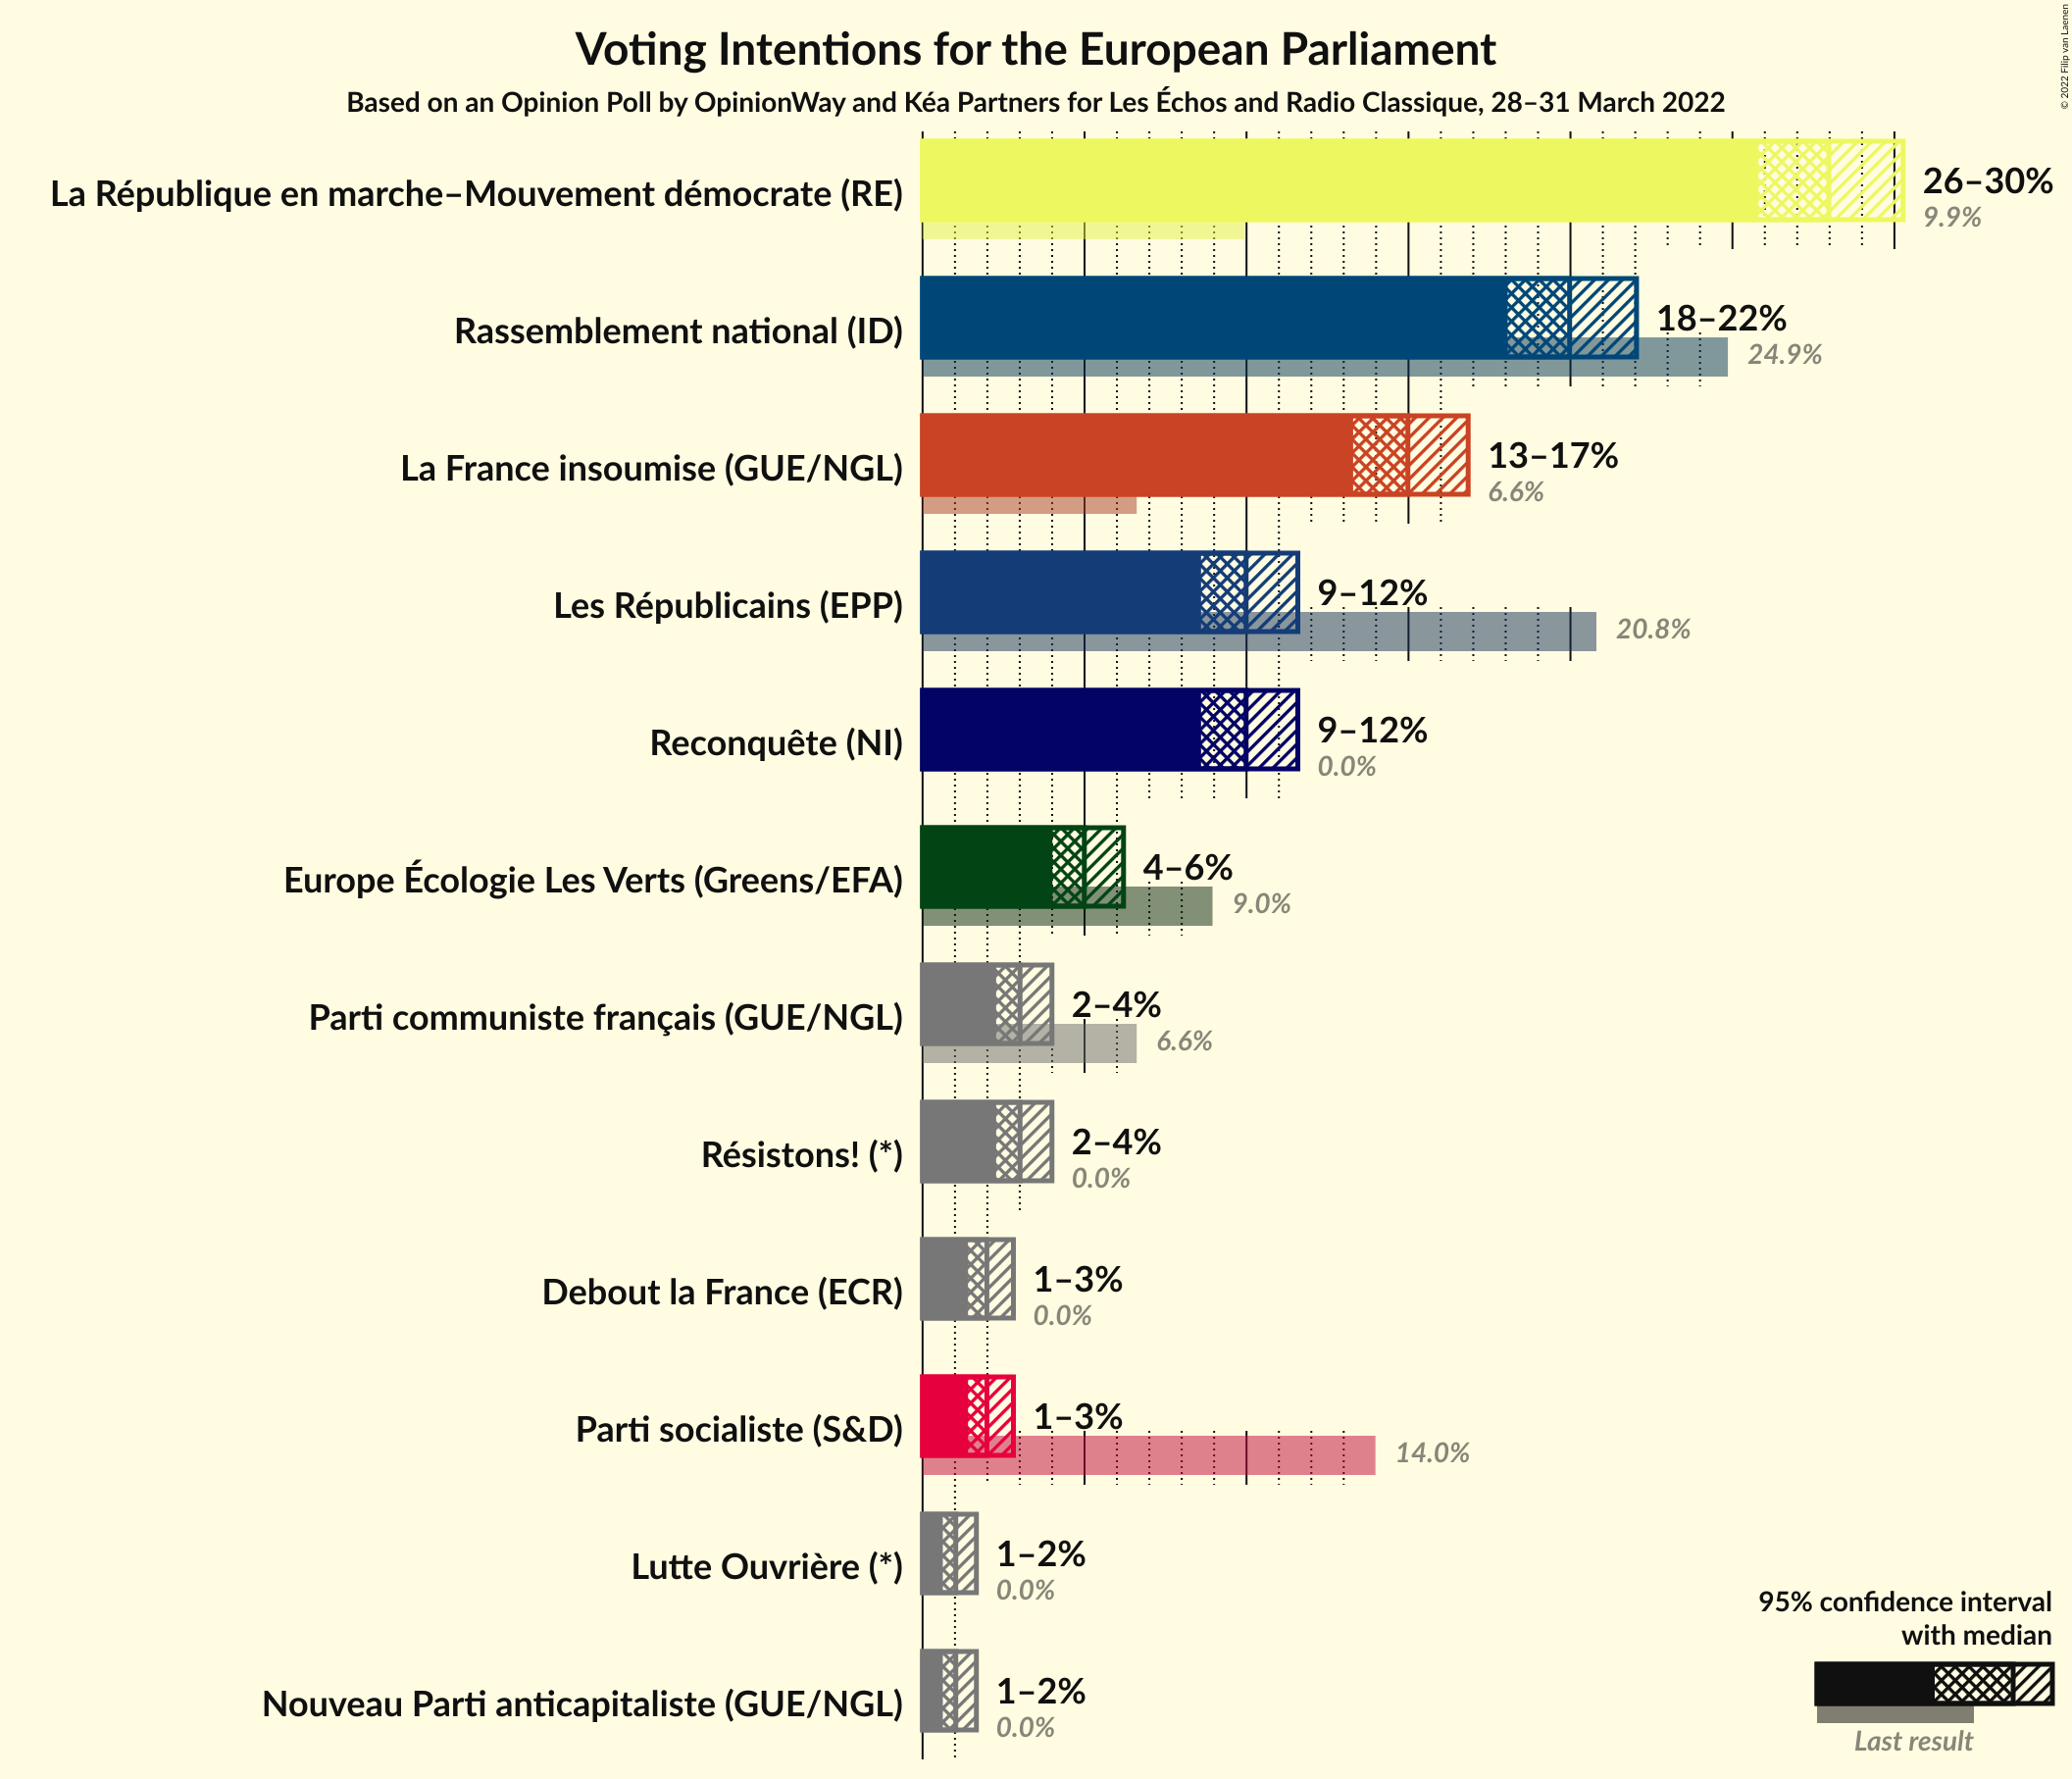 Voting Intentions for the European Parliament
Based on an Opinion Poll by OpinionWay and Kéa Partners for Les Échos and Radio Classique, 28–31 March 2022
© 2022 Filip van Laenen
La République en marche–Mouvement démocrate (RE)
26–30%
9.9%
Rassemblement national (ID)
18–22%
24.9%
La France insoumise (GUE/NGL)
13–17%
6.6%
Les Républicains (EPP)
9–12%
20.8%
Reconquête (NI)
9–12%
0.0%
Europe Écologie Les Verts (Greens/EFA)
4–6%
9.0%
Parti communiste français (GUE/NGL)
2–4%
6.6%
Résistons! (*)
2–4%
0.0%
Debout la France (ECR)
1–3%
0.0%
Parti socialiste (S&D)
1–3%
14.0%
Lutte Ouvrière (*)
1–2%
0.0%
Nouveau Parti anticapitaliste (GUE/NGL)
1–2%
0.0%
95% confidence interval
with median
Last result